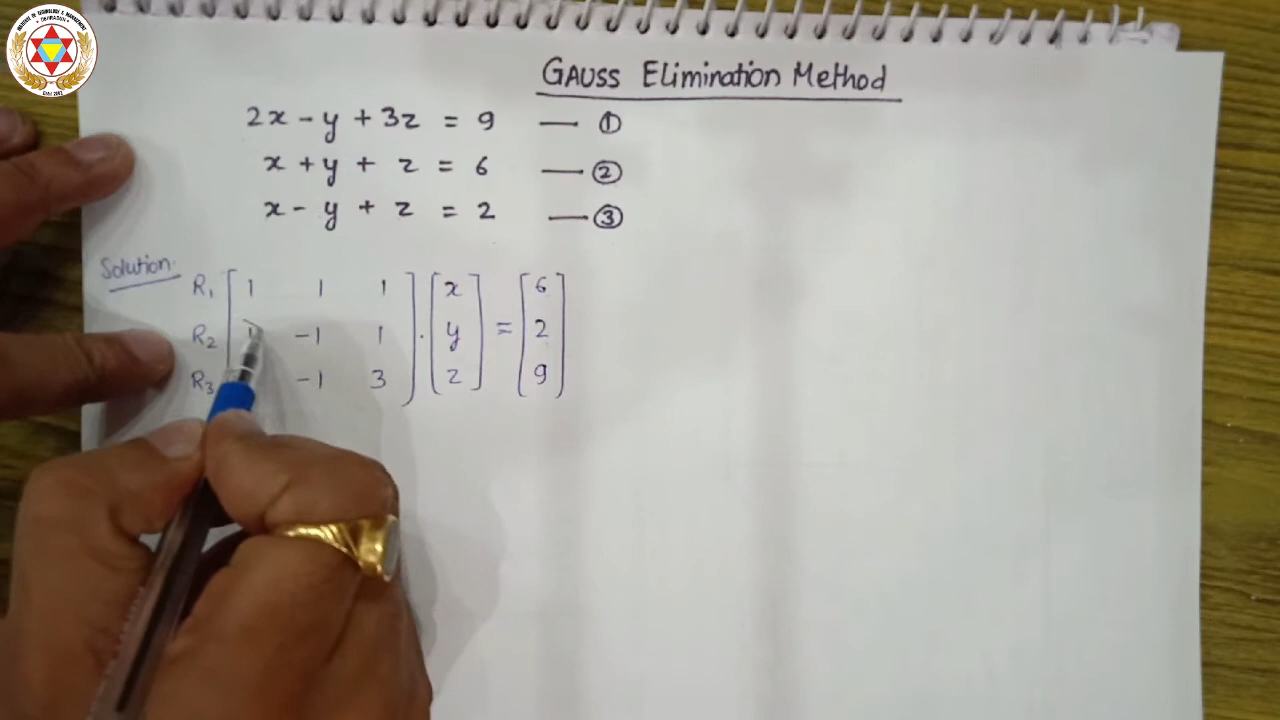 GAUSS Elimination Method
2x - y + 3z = 9 — ①
x + y + z = 6 — ②
x - y + z = 2 — ③
Solution.
R₁ [ 1 1 1 ] [ x ] [ 6 ]
R₂ [ 1 -1 1 ] . [ y ] = [ 2 ]
R₃ -1 3 ] [ z ] [ 9 ]